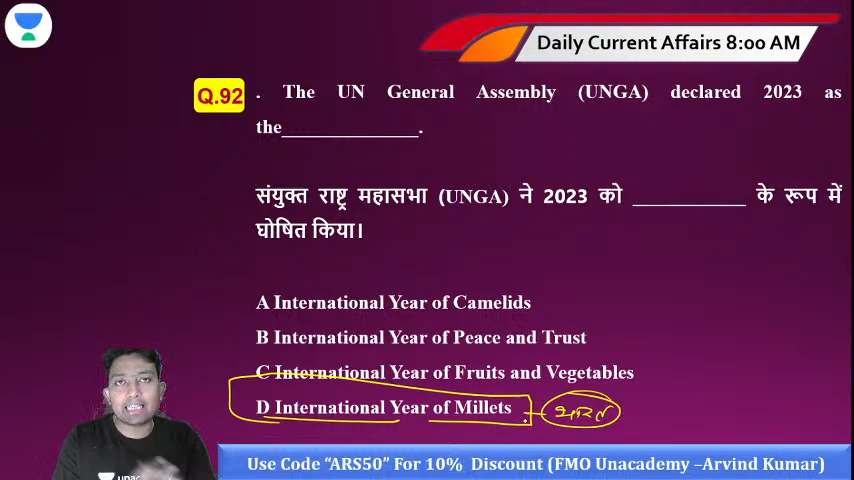 Daily Current Affairs 8:00 AM
Q.92 . The UN General Assembly (UNGA) declared 2023 as
the______________.
संयुक्त राष्ट्र महासभा (UNGA) ने 2023 को ____________ के रूप में
घोषित किया।
A International Year of Camelids
B International Year of Peace and Trust
C International Year of Fruits and Vegetables
D International Year of Millets भारत
Use Code “ARS50” For 10% Discount (FMO Unacademy –Arvind Kumar)